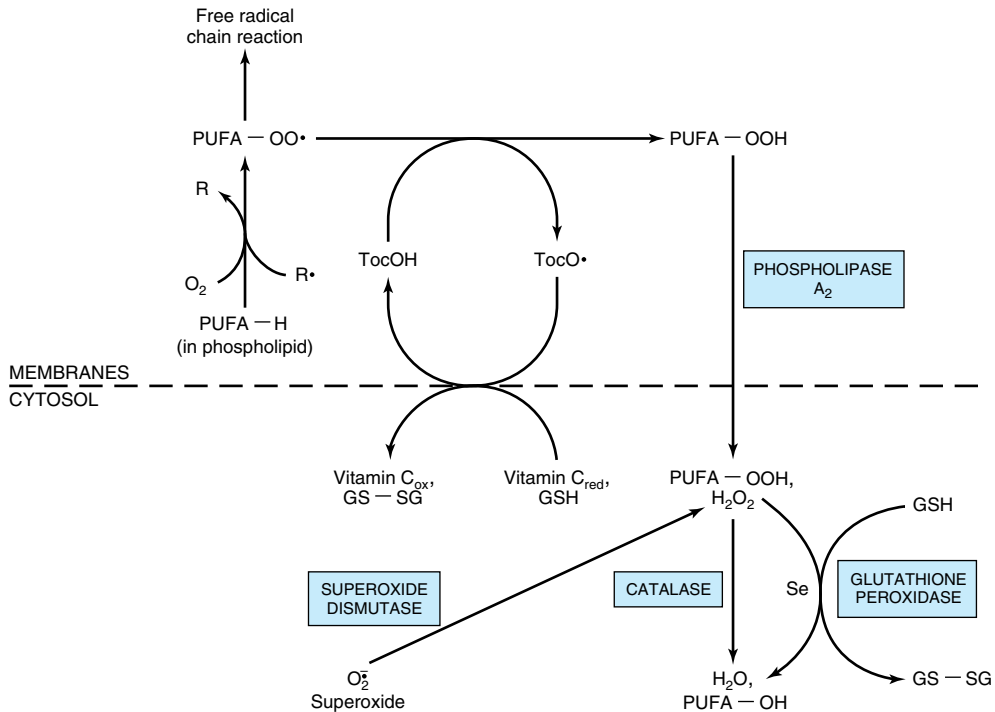 Free radical
chain reaction
PUFA — OO•
PUFA — OOH
R
TocOH
TocO•
PHOSPHOLIPASE
A₂
O₂
R•
PUFA — H
(in phospholipid)
MEMBRANES
CYTOSOL
Vitamin Cox,
GS — SG
Vitamin Cred,
GSH
PUFA — OOH,
H₂O₂
GSH
SUPEROXIDE
DISMUTASE
CATALASE
Se
GLUTATHIONE
PEROXIDASE
O₂•̄
Superoxide
H₂O,
PUFA — OH
GS — SG